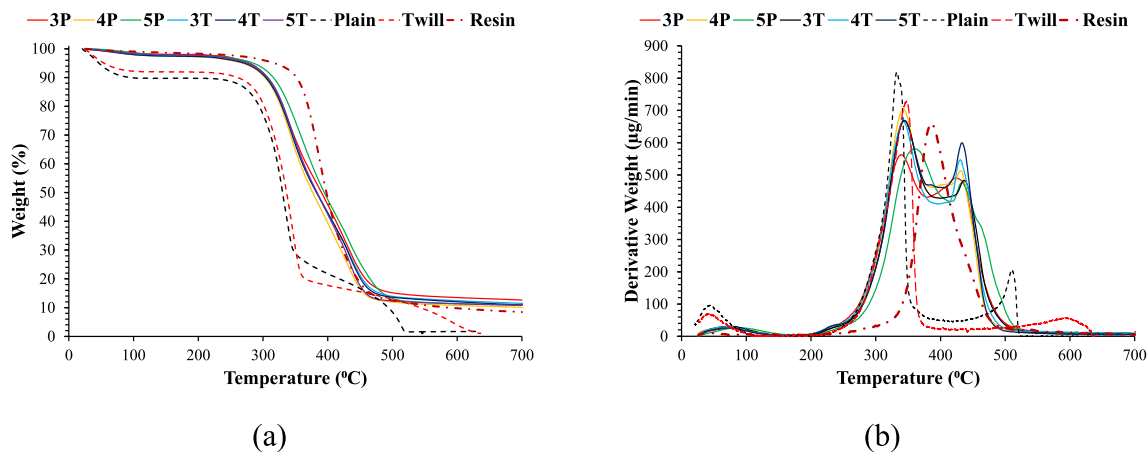 3P 4P 5P 3T 4T 5T Plain Twill Resin
100
90
80
70
60
50
40
30
20
10
0
Weight (%)
0 100 200 300 400 500 600 700
Temperature (⁰C)
(a)
3P 4P 5P 3T 4T 5T Plain Twill Resin
900
800
700
600
500
400
300
200
100
0
Derivative Weight (µg/min)
0 100 200 300 400 500 600 700
Temperature (⁰C)
(b)